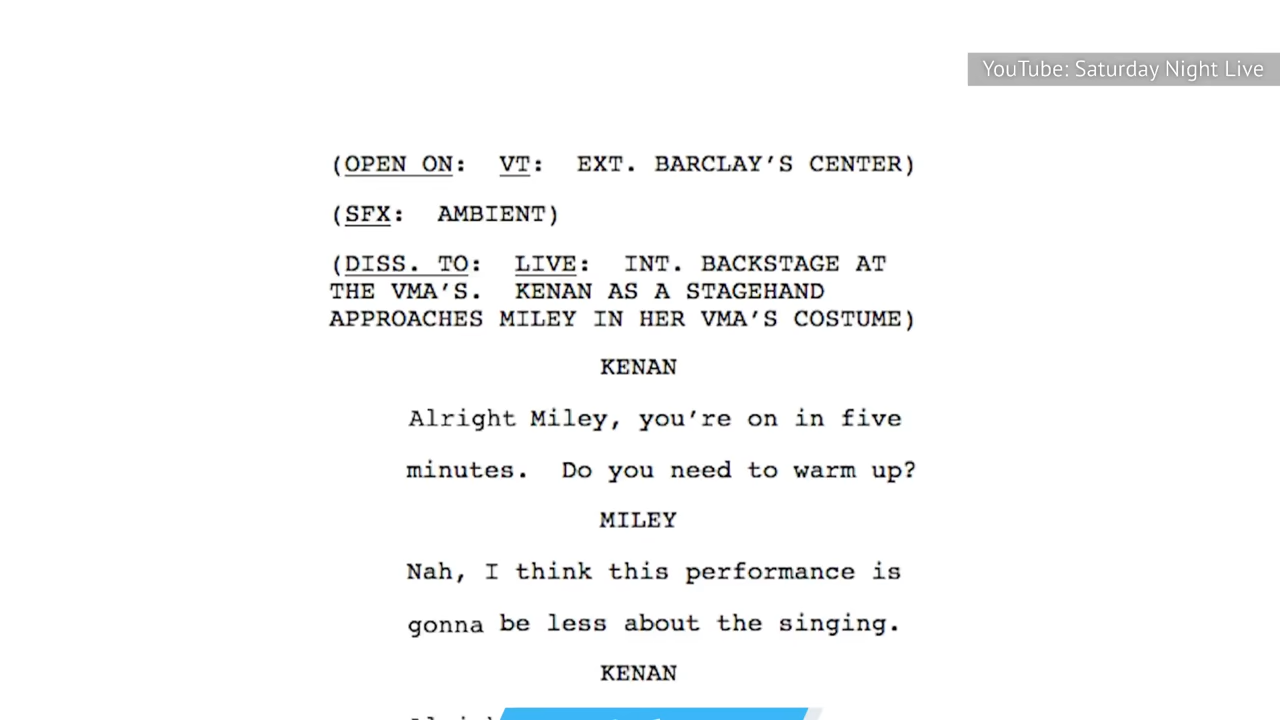 YouTube: Saturday Night Live
(OPEN ON: VT: EXT. BARCLAY'S CENTER)
(SFX: AMBIENT)
(DISS. TO: LIVE: INT. BACKSTAGE AT
THE VMA'S. KENAN AS A STAGEHAND
APPROACHES MILEY IN HER VMA'S COSTUME)
KENAN
Alright Miley, you're on in five
minutes. Do you need to warm up?
MILEY
Nah, I think this performance is
gonna be less about the singing.
KENAN